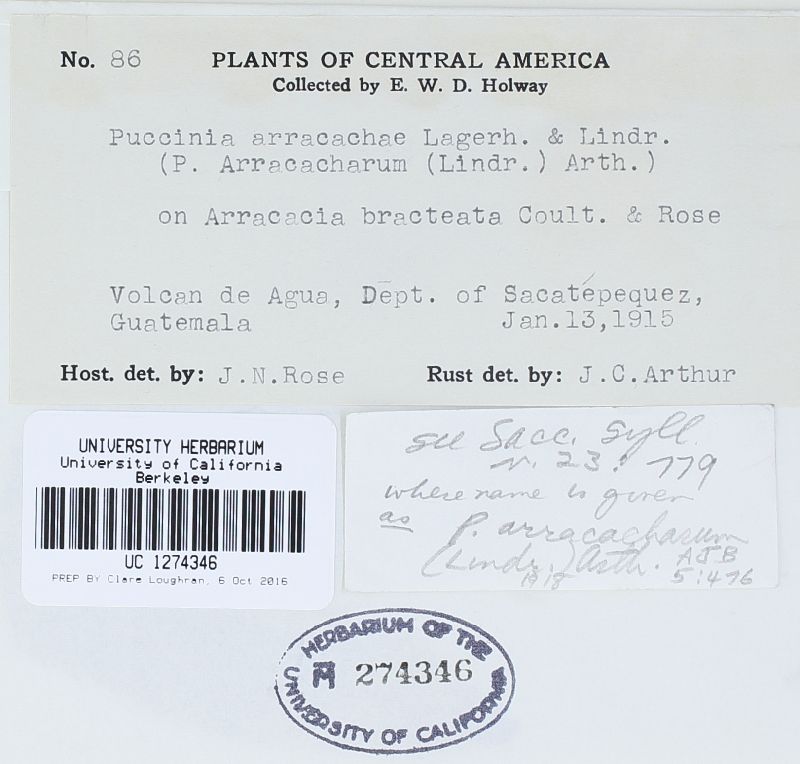 No. 86 PLANTS OF CENTRAL AMERICA
Collected by E. W. D. Holway
Puccinia arracachae Lagerh. & Lindr.
(P. Arracacharum (Lindr.) Arth.)
on Arracacia bracteata Coult. & Rose
Volcan de Agua, Dept. of Sacatépequez,
Guatemala Jan.13,1915
Host. det. by: J.N.Rose Rust det. by: J.C.Arthur
UNIVERSITY HERBARIUM
University of California
Berkeley
UC 1274346
PREP BY Clare Loughran, 6 Oct 2016
see Sacc. Syll.
v. 23: 779
where name is given
as P. arracacharum
(Lindr.) Arth. AJB
1918 5:476
HERBARIUM OF THE
274346
UNIVERSITY OF CALIFORNIA